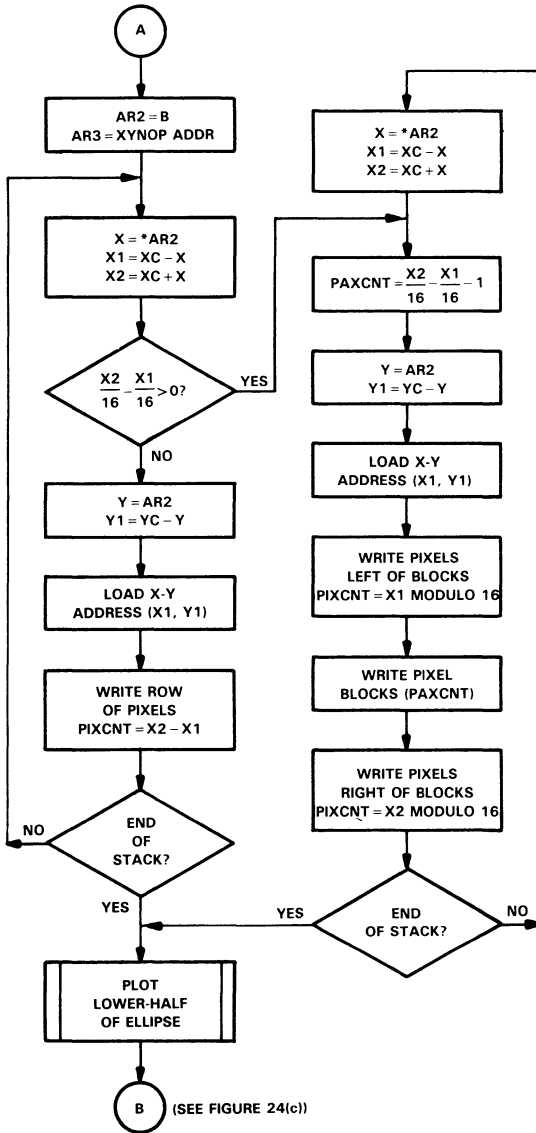 A
AR2 = B
AR3 = XYNOP ADDR
X = *AR2
X1 = XC − X
X2 = XC + X
X2/16 − X1/16 > 0?
YES
NO
Y = AR2
Y1 = YC − Y
LOAD X-Y
ADDRESS (X1, Y1)
WRITE ROW
OF PIXELS
PIXCNT = X2 − X1
END
OF
STACK?
NO
YES
PLOT
LOWER-HALF
OF ELLIPSE
B (SEE FIGURE 24(c))
X = *AR2
X1 = XC − X
X2 = XC + X
PAXCNT = X2/16 − X1/16 − 1
Y = AR2
Y1 = YC − Y
LOAD X-Y
ADDRESS (X1, Y1)
WRITE PIXELS
LEFT OF BLOCKS
PIXCNT = X1 MODULO 16
WRITE PIXEL
BLOCKS (PAXCNT)
WRITE PIXELS
RIGHT OF BLOCKS
PIXCNT = X2 MODULO 16
END
OF STACK?
YES
NO